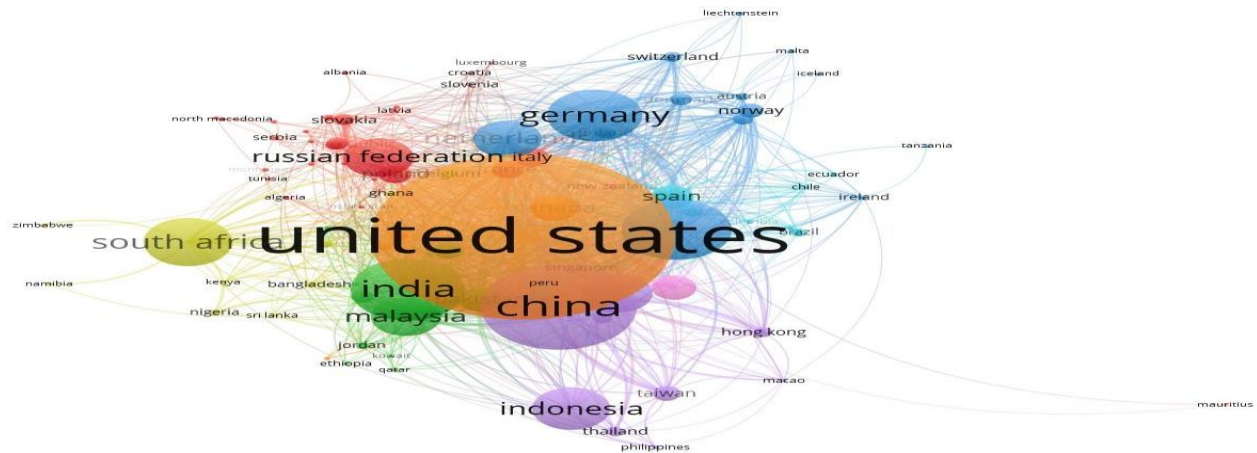 liechtenstein
malta
switzerland
luxembourg
croatia
iceland
albania
slovenia
austria
latvia
norway
germany
north macedonia
slovakia
serbia
netherlands
tanzania
russian federation
italy
belgium
ecuador
tunisia
new zealand
chile
ghana
spain
ireland
algeria
zimbabwe
brazil
south africa
united states
singapore
namibia
kenya
bangladesh
india
peru
china
nigeria
sri lanka
malaysia
hong kong
jordan
kuwait
ethiopia
qatar
macao
taiwan
mauritius
indonesia
thailand
philippines